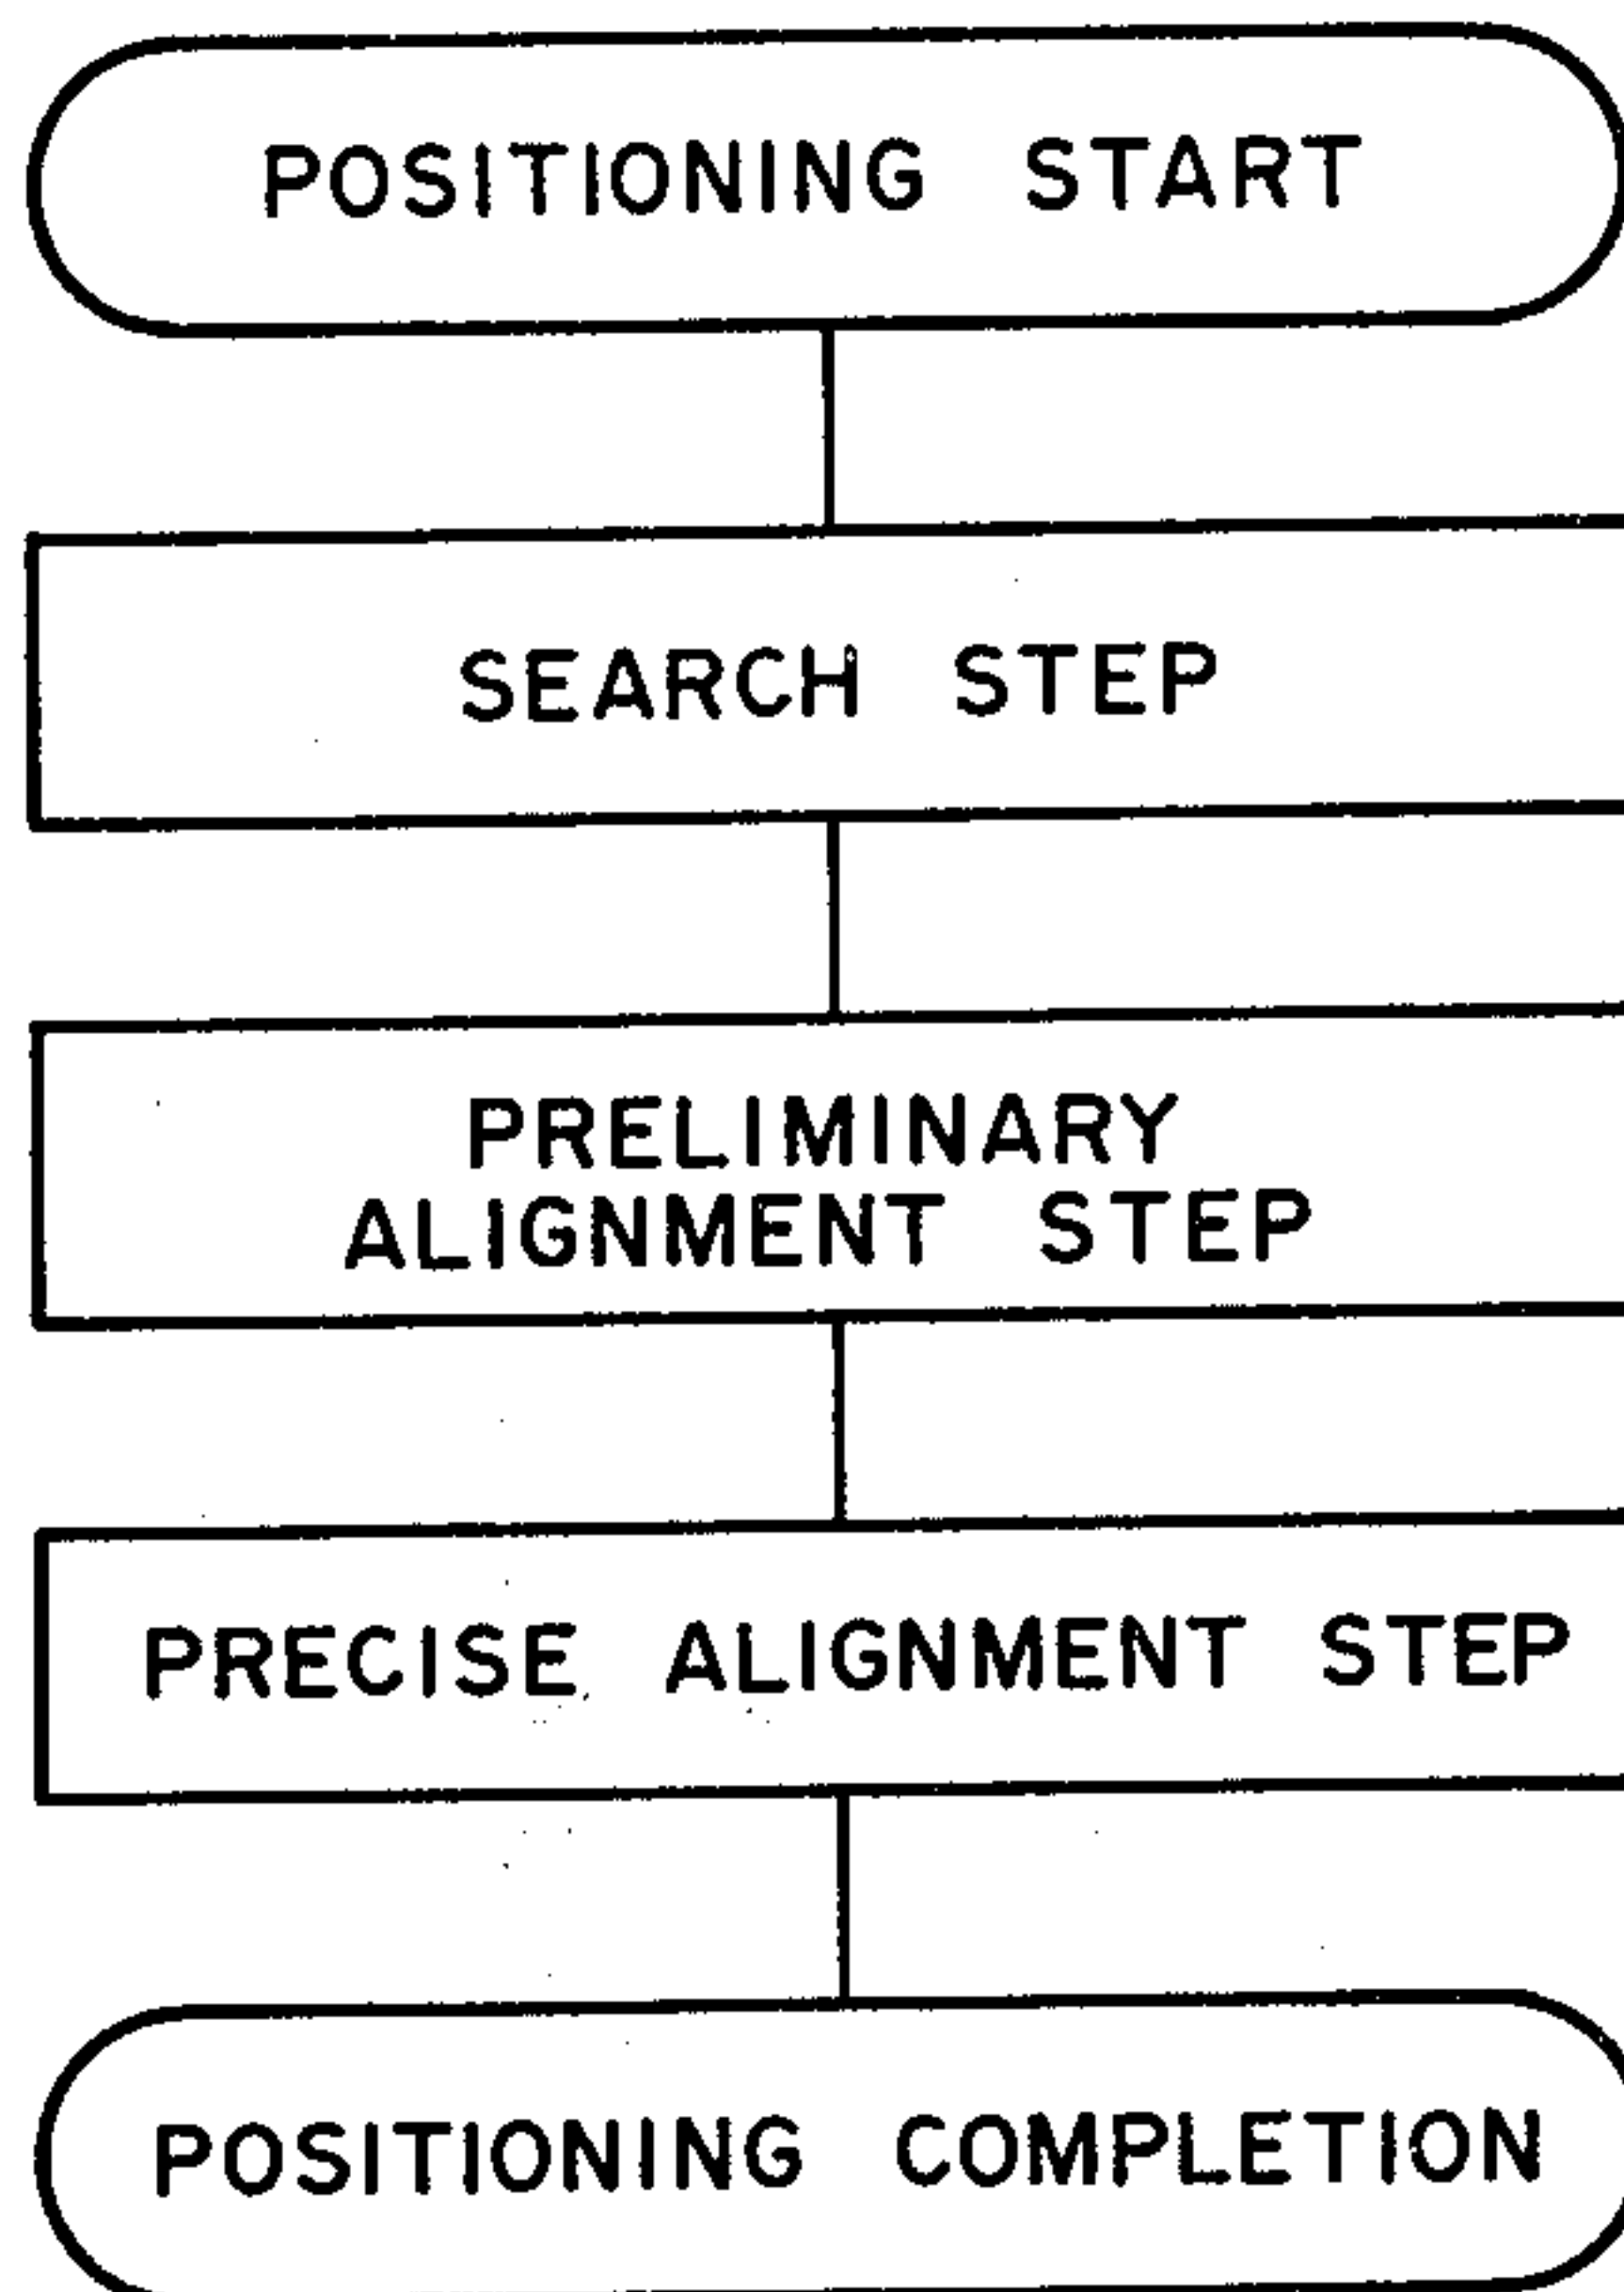 POSITIONING START
SEARCH STEP
PRELIMINARY
ALIGNMENT STEP
PRECISE ALIGNMENT STEP
POSITIONING COMPLETION